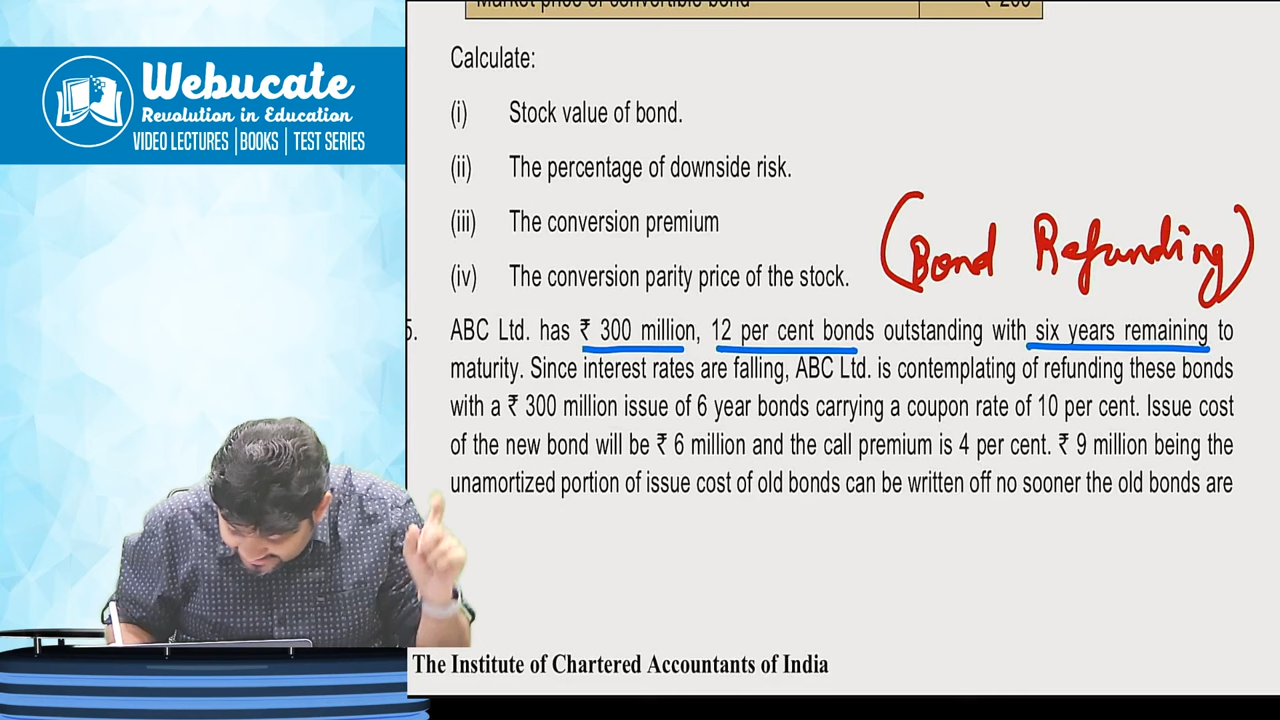 Market price of convertible bond ₹ 265
Webucate
Revolution in Education
VIDEO LECTURES | BOOKS | TEST SERIES
Calculate:
(i) Stock value of bond.
(ii) The percentage of downside risk.
(iii) The conversion premium
(iv) The conversion parity price of the stock.
(Bond Refunding)
5. ABC Ltd. has ₹ 300 million, 12 per cent bonds outstanding with six years remaining to
maturity. Since interest rates are falling, ABC Ltd. is contemplating of refunding these bonds
with a ₹ 300 million issue of 6 year bonds carrying a coupon rate of 10 per cent. Issue cost
of the new bond will be ₹ 6 million and the call premium is 4 per cent. ₹ 9 million being the
unamortized portion of issue cost of old bonds can be written off no sooner the old bonds are
The Institute of Chartered Accountants of India